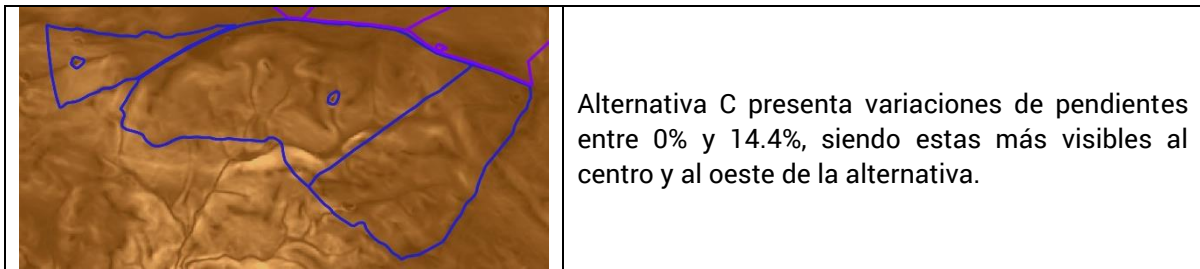 Alternativa C presenta variaciones de pendientes
entre 0% y 14.4%, siendo estas más visibles al
centro y al oeste de la alternativa.